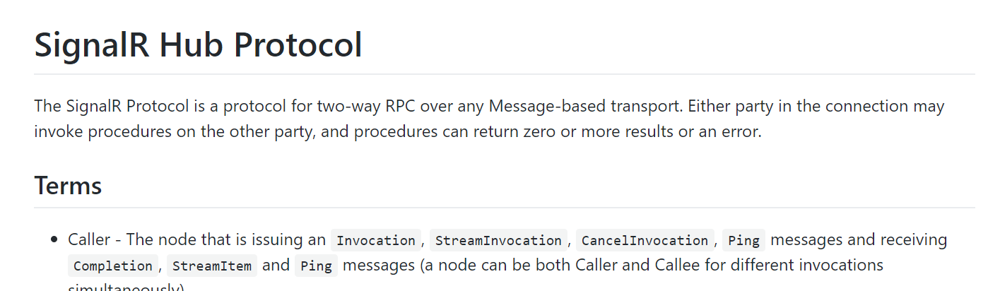 SignalR Hub Protocol
The SignalR Protocol is a protocol for two-way RPC over any Message-based transport. Either party in the connection may
invoke procedures on the other party, and procedures can return zero or more results or an error.
Terms
• Caller - The node that is issuing an Invocation, StreamInvocation, CancelInvocation, Ping messages and receiving
Completion, StreamItem and Ping messages (a node can be both Caller and Callee for different invocations
simultaneously)